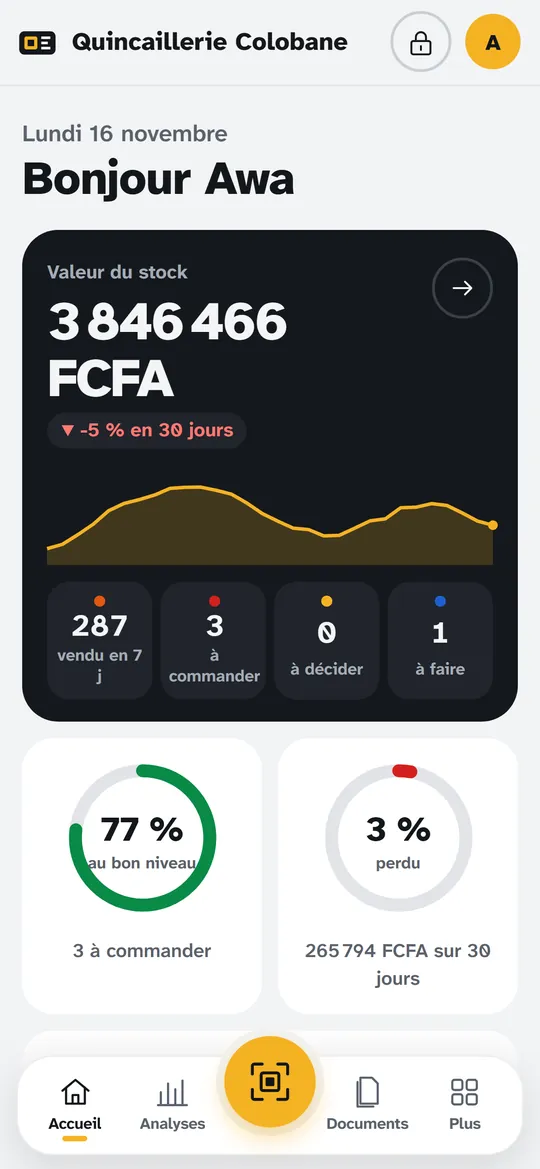 Quincaillerie Colobane
A
Lundi 16 novembre
Bonjour Awa
Valeur du stock
3 846 466
FCFA
▼ -5 % en 30 jours
287
vendu en 7
j
3
à
commander
0
à décider
1
à faire
77 %
au bon niveau
3 à commander
3 %
perdu
265 794 FCFA sur 30
jours
Accueil
Analyses
Documents
Plus